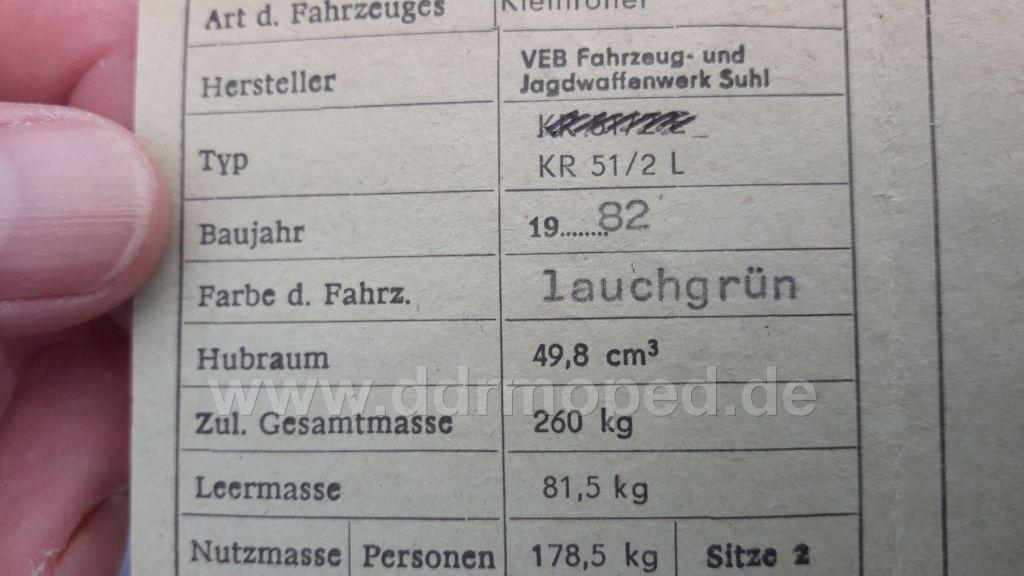 Art d. Fahrzeuges
Hersteller VEB Fahrzeug- und
Jagdwaffenwerk Suhl
Typ KR 51/2 L
Baujahr 19........82
Farbe d. Fahrz. lauchgrün
Hubraum 49,8 cm³
www.ddrmoped.de
Zul. Gesamtmasse 260 kg
Leermasse 81,5 kg
Nutzmasse Personen 178,5 kg Sitze 2